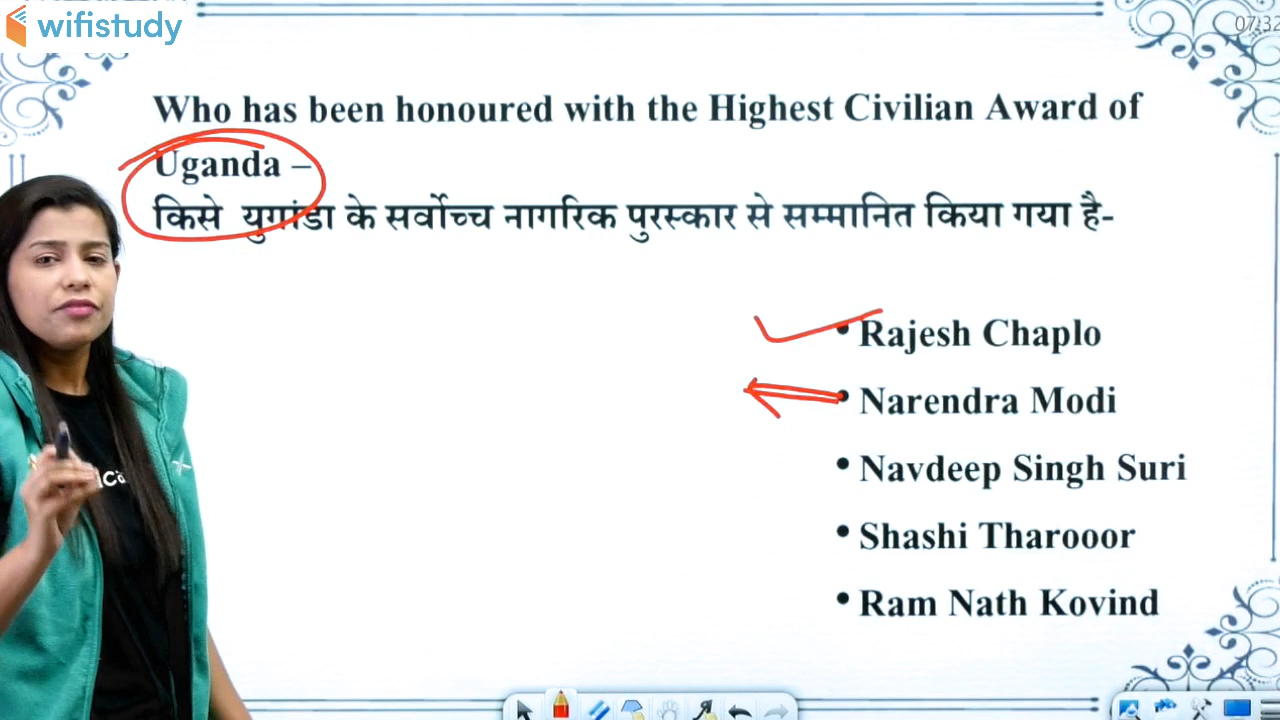 wifistudy
07:32
Who has been honoured with the Highest Civilian Award of
Uganda –
किसे युगांडा के सर्वोच्च नागरिक पुरस्कार से सम्मानित किया गया है-
• Rajesh Chaplo
• Narendra Modi
• Navdeep Singh Suri
• Shashi Tharooor
• Ram Nath Kovind